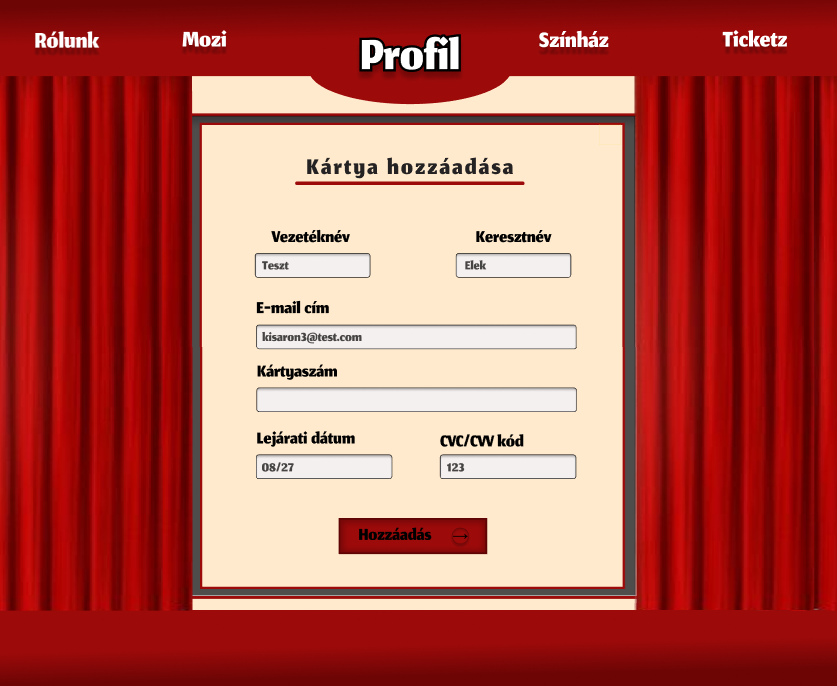 Rólunk Mozi Profil Színház Ticketz
Kártya hozzáadása
Vezetéknév Keresztnév
Teszt Elek
E-mail cím
kisaron3@test.com
Kártyaszám
Lejárati dátum CVC/CVV kód
08/27 123
Hozzáadás